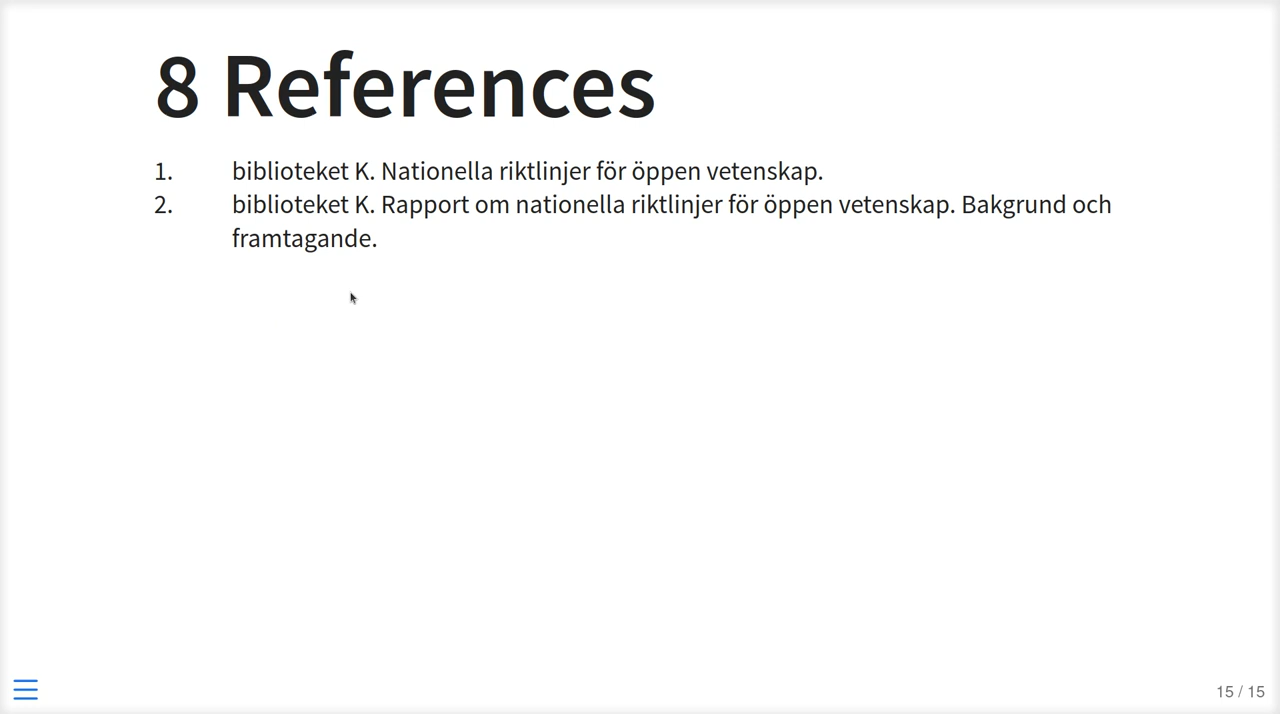 8 References
1. biblioteket K. Nationella riktlinjer för öppen vetenskap.
2. biblioteket K. Rapport om nationella riktlinjer för öppen vetenskap. Bakgrund och
framtagande.
15 / 15